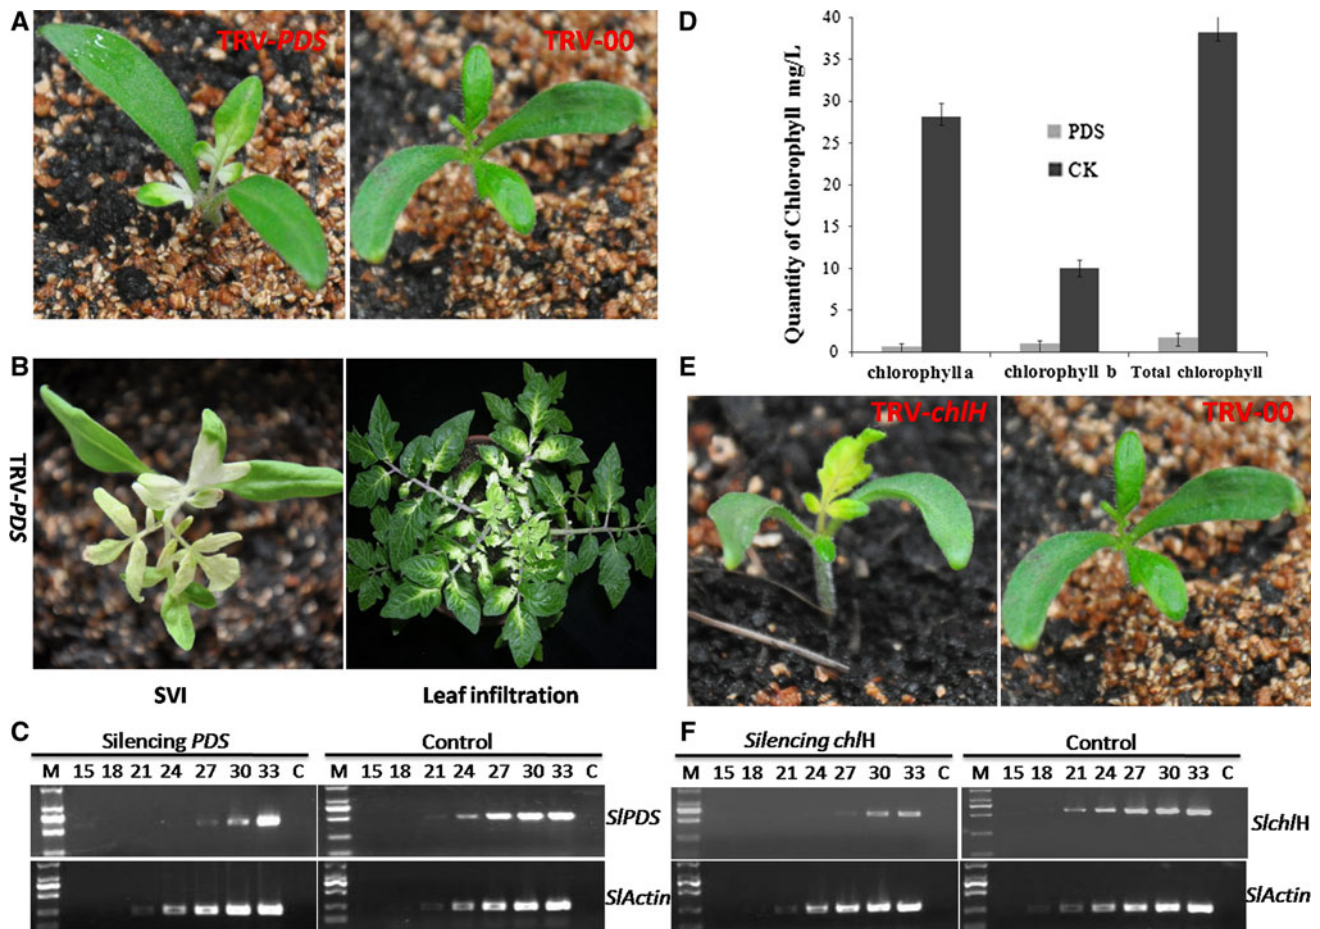 A
TRV-PDS
TRV-00
B
TRV-PDS
SVI
Leaf infiltration
C
Silencing PDS
Control
M 15 18 21 24 27 30 33 C
15 18 21 24 27 30 33 C
SlPDS
SlActin
D
Quantity of Chlorophyll mg/L
40
35
30
25
20
15
10
5
0
PDS
CK
chlorophyll a
chlorophyll b
Total chlorophyll
E
TRV-chlH
TRV-00
F
Silencing chlH
Control
M 15 18 21 24 27 30 33 C
M 15 18 21 24 27 30 33 C
SlchlH
SlActin